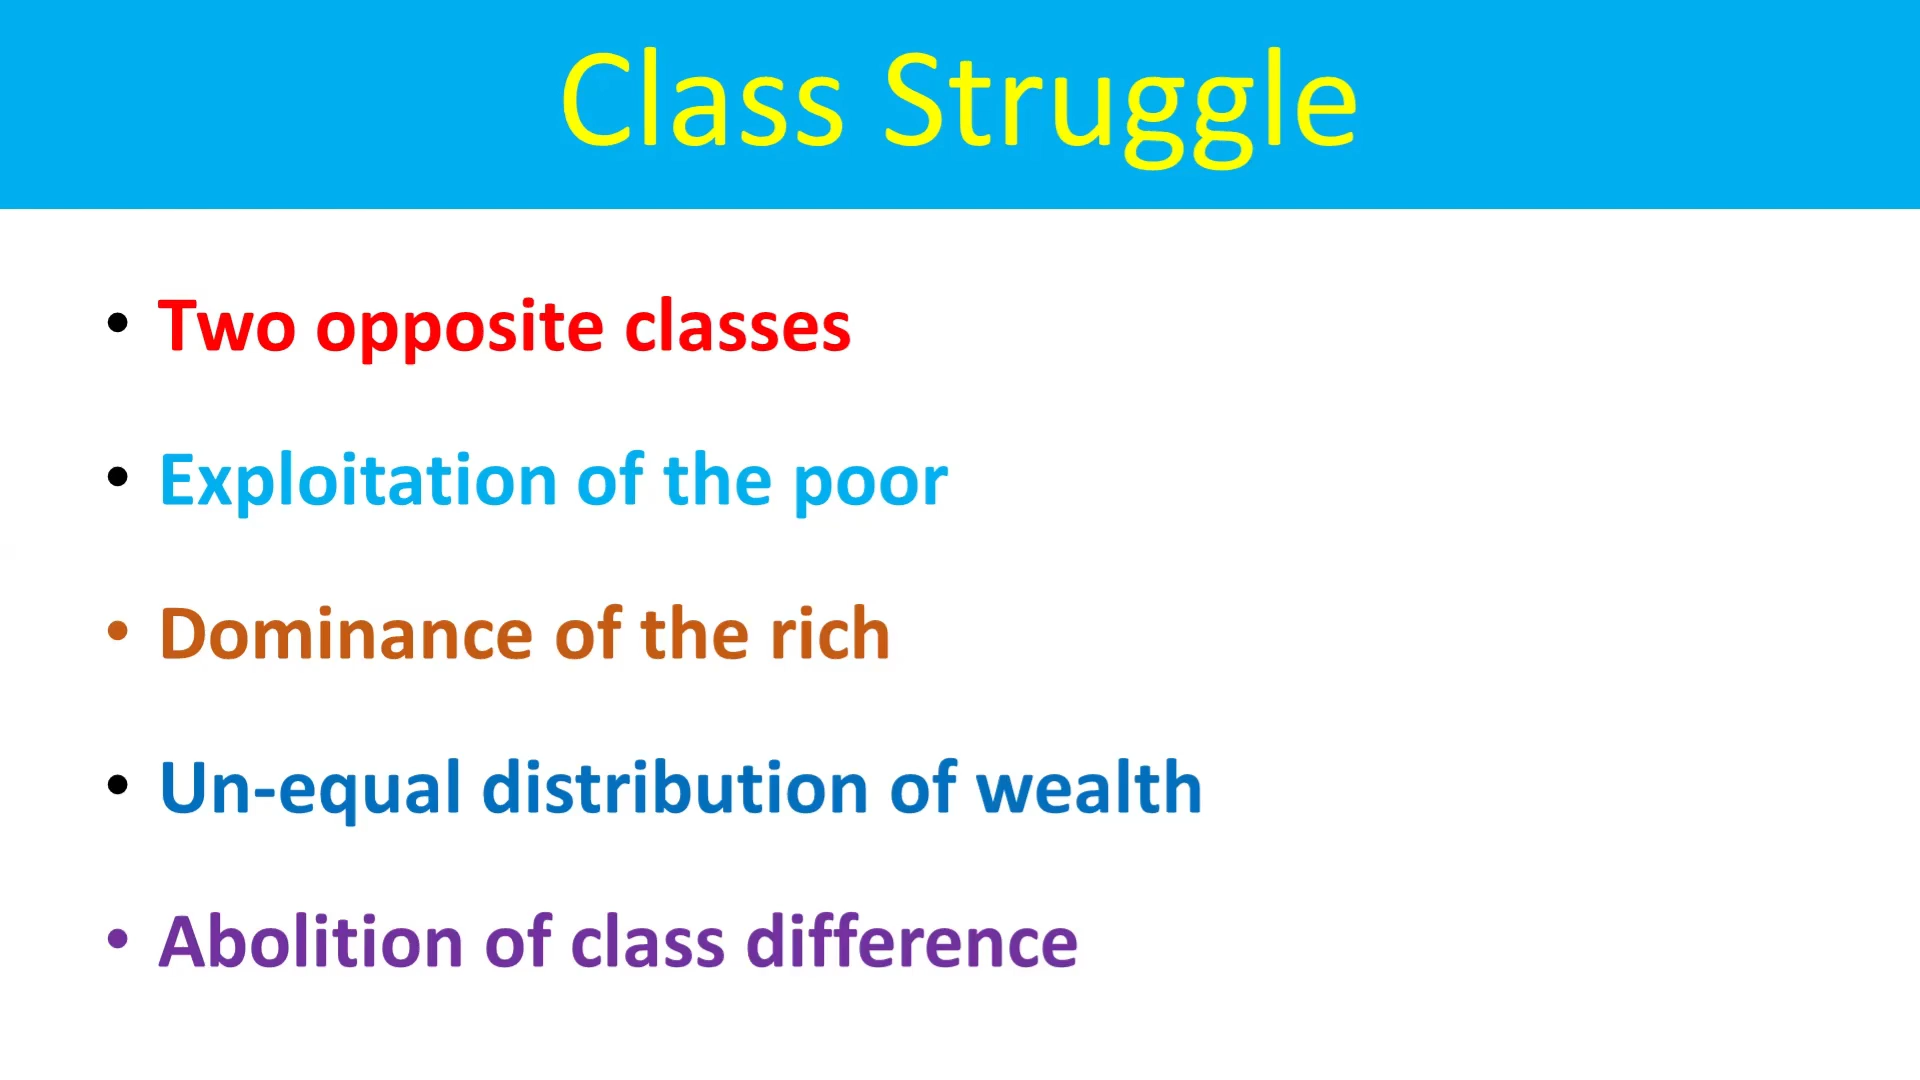 Class Struggle
• Two opposite classes
• Exploitation of the poor
• Dominance of the rich
• Un-equal distribution of wealth
• Abolition of class difference